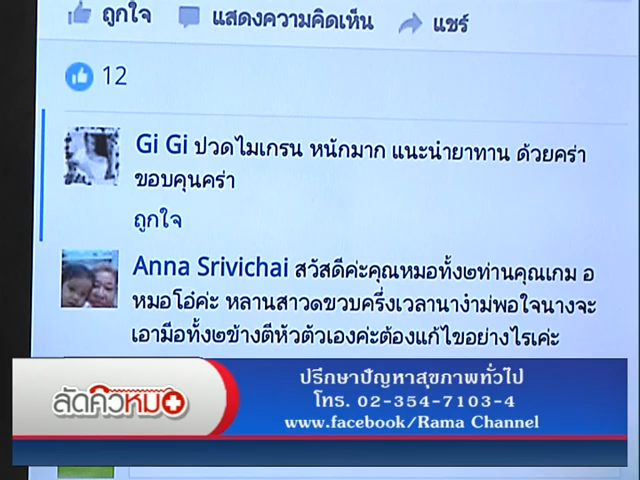 ถูกใจ แสดงความคิดเห็น แชร์
12
Gi Gi ปวดไมเกรน หนักมาก แนะนำยาทาน ด้วยคร่า
ขอบคุนคร่า
ถูกใจ
Anna Srivichai สวัสดีค่ะคุณหมอทั้ง๒ท่านคุณเกม อ
หมอโอ๋ค่ะ หลานสาว๑ขวบครึ่งเวลานางไม่พอใจนางจะ
เอามือทั้ง๒ข้างตีหัวตัวเองค่ะต้องแก้ไขอย่างไรเค่ะ
ลัดคิวหมอ
ปรึกษาปัญหาสุขภาพทั่วไป
โทร. 02-354-7103-4
www.facebook/Rama Channel